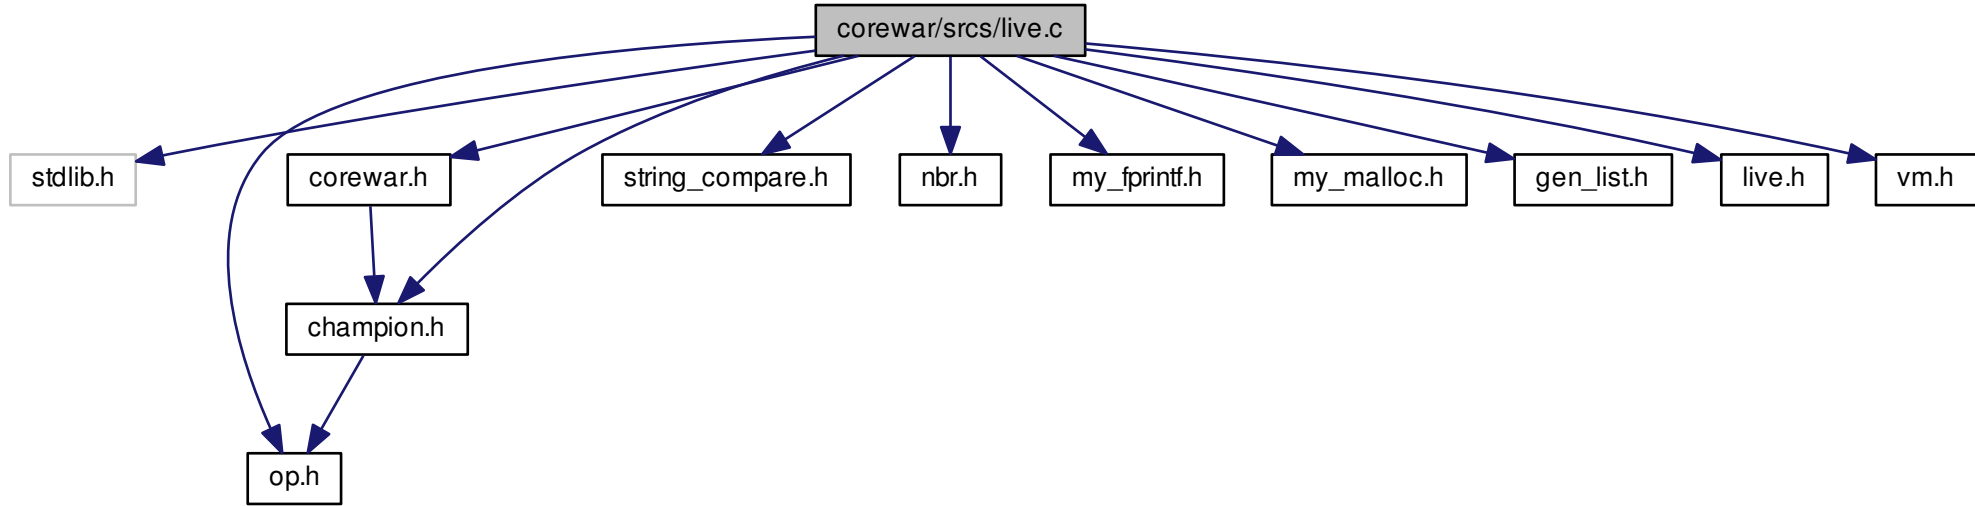 corewar/srcs/live.c
stdlib.h
corewar.h
string_compare.h
nbr.h
my_fprintf.h
my_malloc.h
gen_list.h
live.h
vm.h
champion.h
op.h